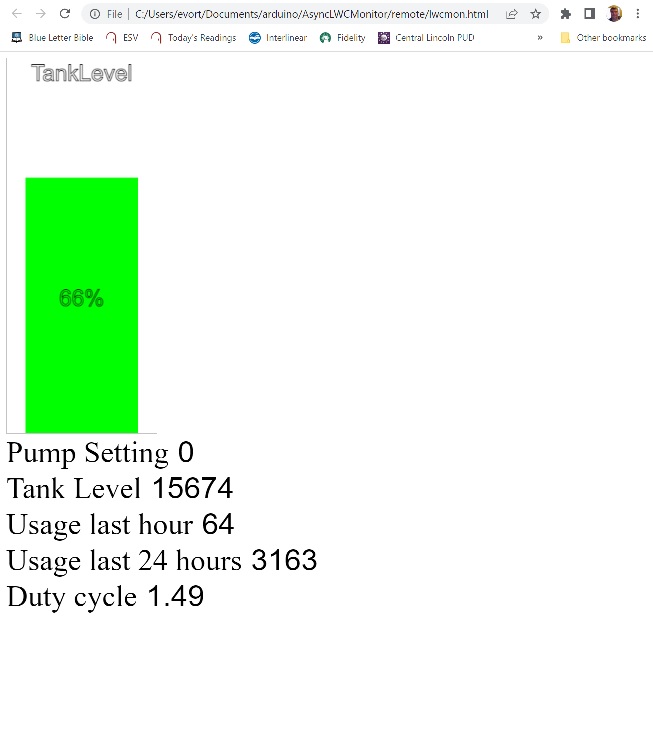 File C:/Users/evort/Documents/arduino/AsyncLWCMonitor/remote/lwcmon.html
Blue Letter Bible ESV Today's Readings Interlinear Fidelity Central Lincoln PUD » Other bookmarks
TankLevel
66%
Pump Setting 0
Tank Level 15674
Usage last hour 64
Usage last 24 hours 3163
Duty cycle 1.49